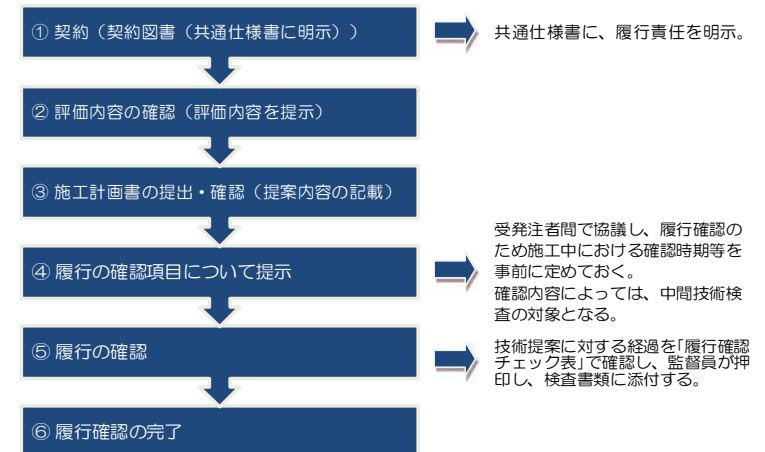 ① 契約（契約図書（共通仕様書に明示））
共通仕様書に、履行責任を明示。
② 評価内容の確認（評価内容を提示）
③ 施工計画書の提出・確認（提案内容の記載）
④ 履行の確認項目について提示
受発注者間で協議し、履行確認の
ため施工中における確認時期等を
事前に定めておく。
確認内容によっては、中間技術検
査の対象となる。
⑤ 履行の確認
技術提案に対する経過を｢履行確認
チェック表｣で確認し、監督員が押
印し、検査書類に添付する。
⑥ 履行確認の完了